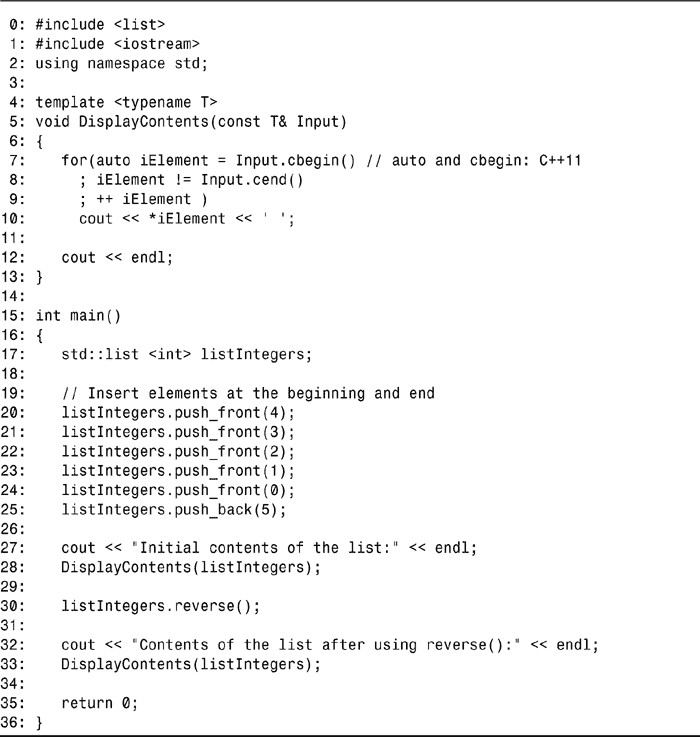 0: #include <list>
1: #include <iostream>
2: using namespace std;
3:
4: template <typename T>
5: void DisplayContents(const T& Input)
6: {
7:    for(auto iElement = Input.cbegin() // auto and cbegin: C++11
8:      ; iElement != Input.cend()
9:      ; ++ iElement )
10:      cout << *iElement << ' ';
11:
12:    cout << endl;
13: }
14:
15: int main()
16: {
17:    std::list <int> listIntegers;
18:
19:    // Insert elements at the beginning and end
20:    listIntegers.push_front(4);
21:    listIntegers.push_front(3);
22:    listIntegers.push_front(2);
23:    listIntegers.push_front(1);
24:    listIntegers.push_front(0);
25:    listIntegers.push_back(5);
26:
27:    cout << "Initial contents of the list:" << endl;
28:    DisplayContents(listIntegers);
29:
30:    listIntegers.reverse();
31:
32:    cout << "Contents of the list after using reverse():" << endl;
33:    DisplayContents(listIntegers);
34:
35:    return 0;
36: }